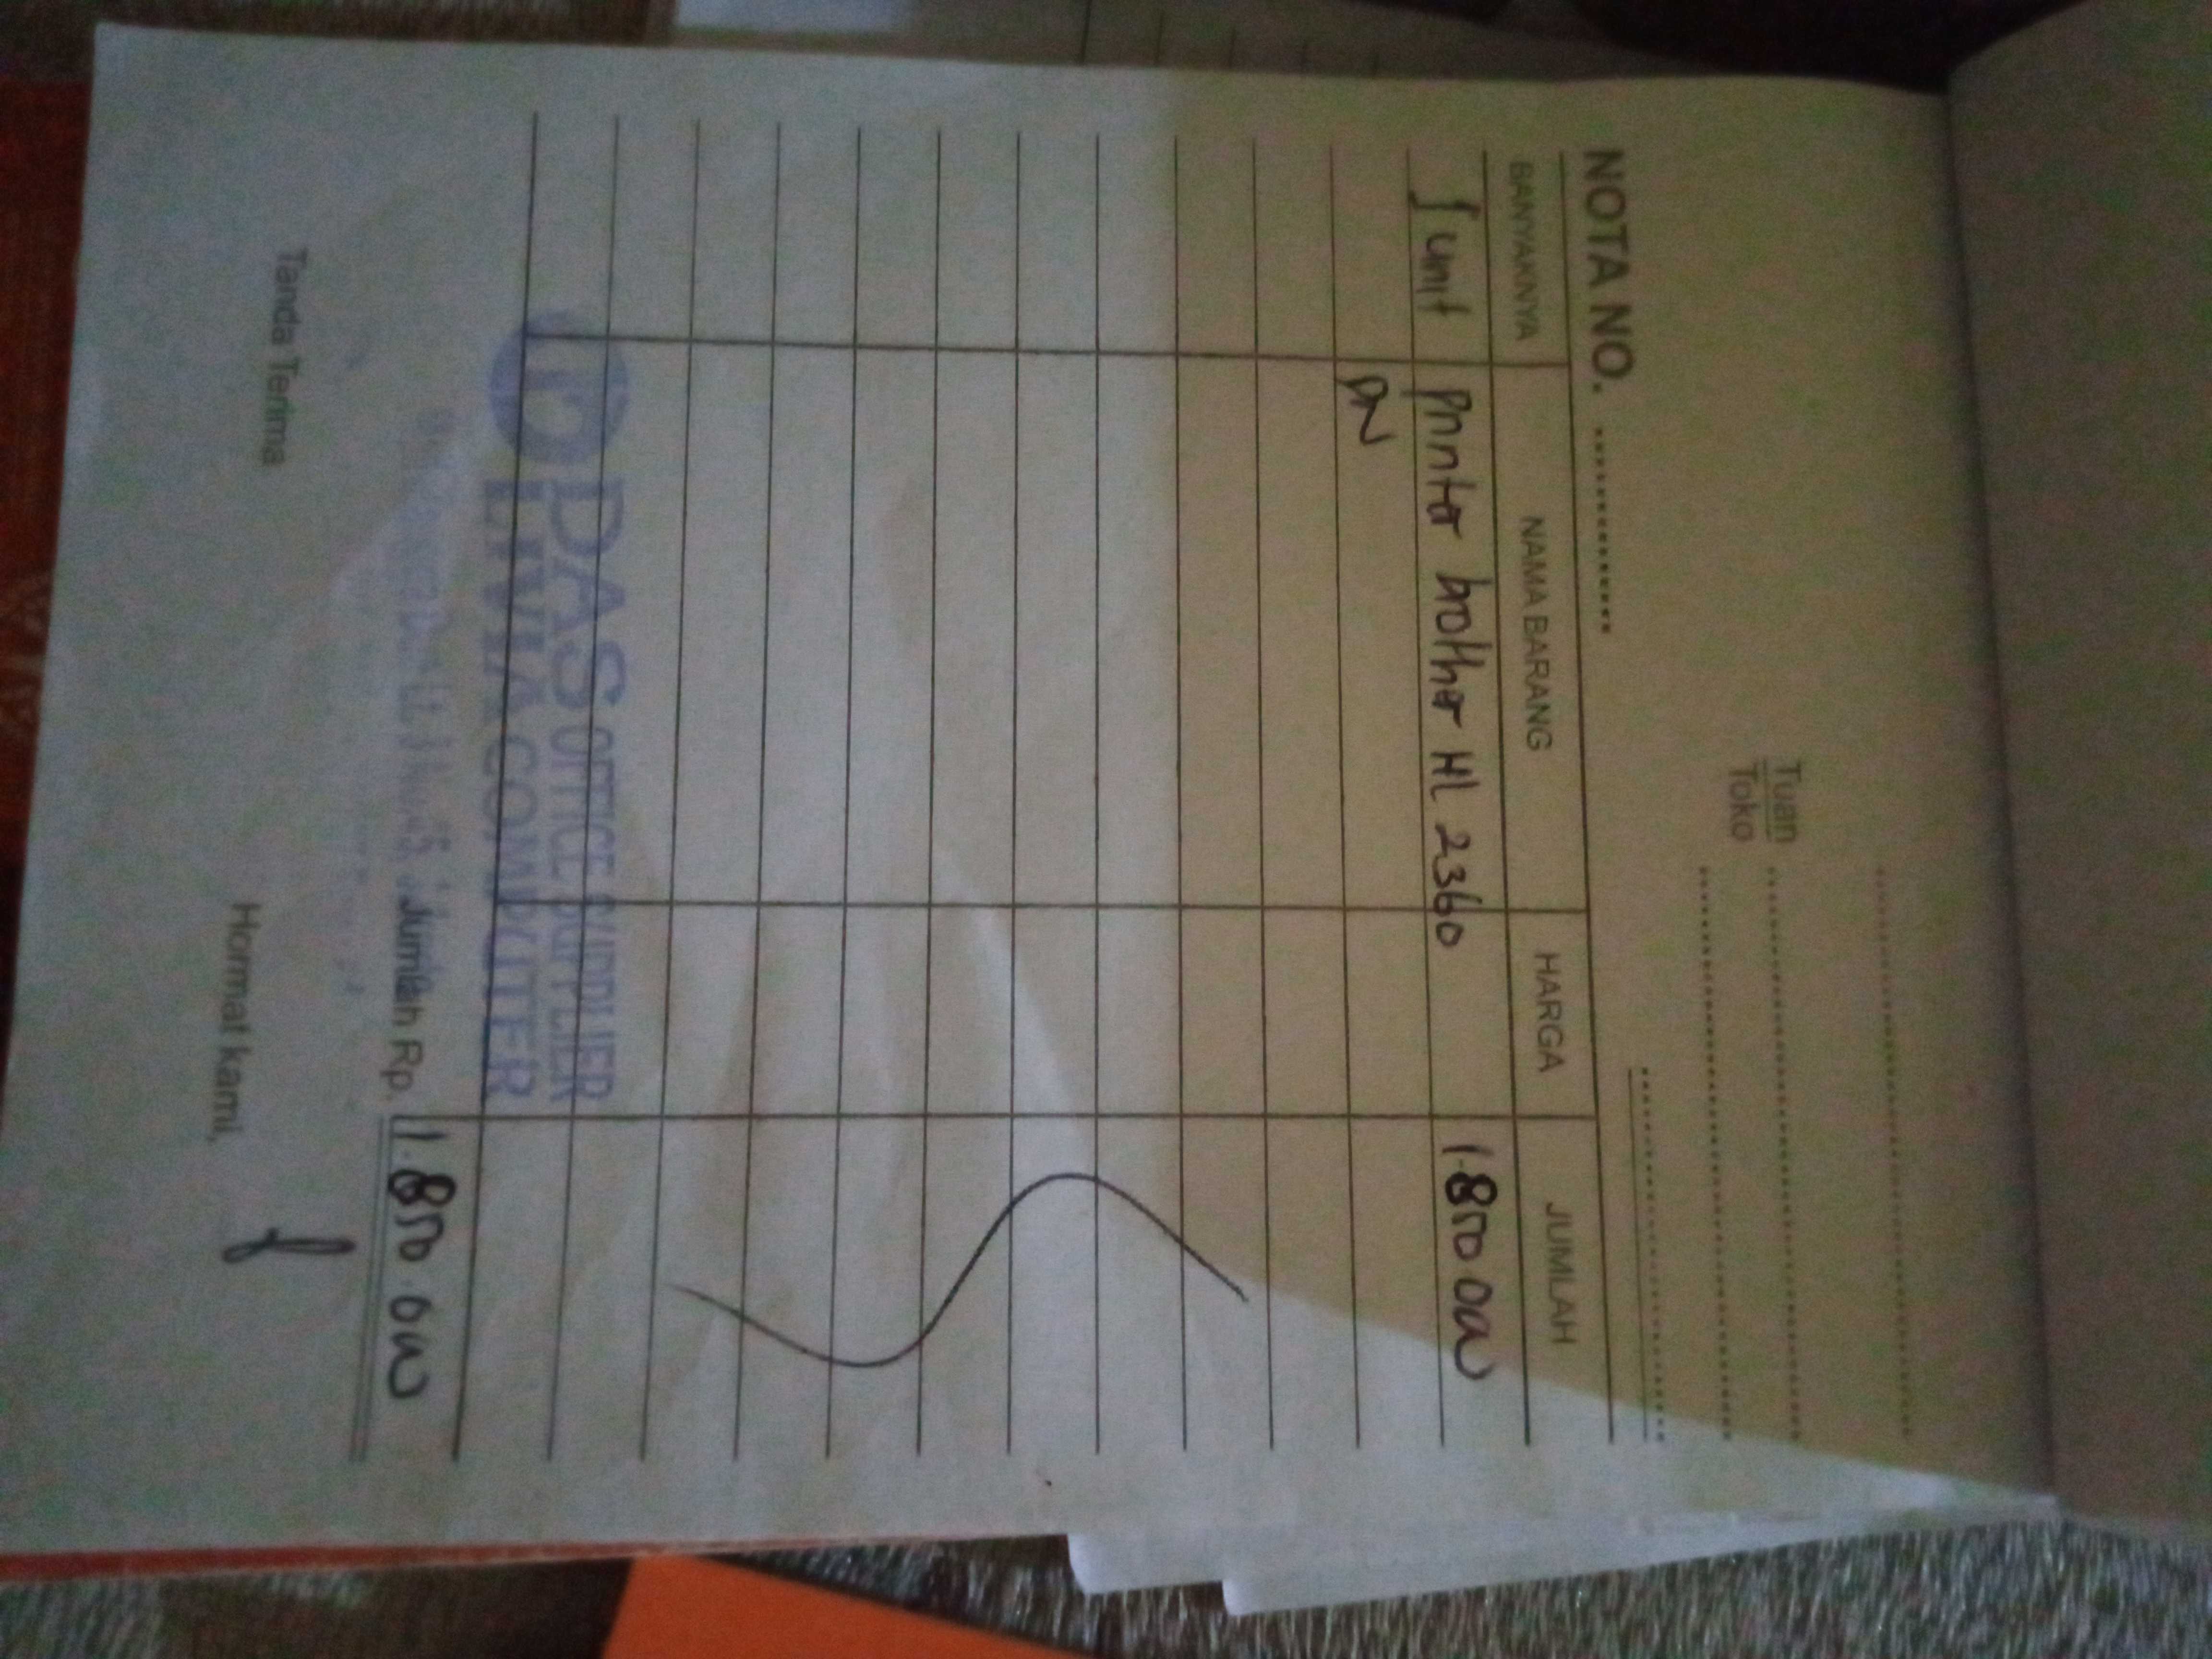 Tuan
Toko
NOTA NO.
BANYAKNYA NAMA BARANG HARGA JUMLAH
1 unit Printer brother HL 2360 1.850.000
DN
DAS OFFICE SUPPLIER
LIVIA COMPUTER
Jumlah Rp. 1.850.000
Tanda Terima Hormat kami,